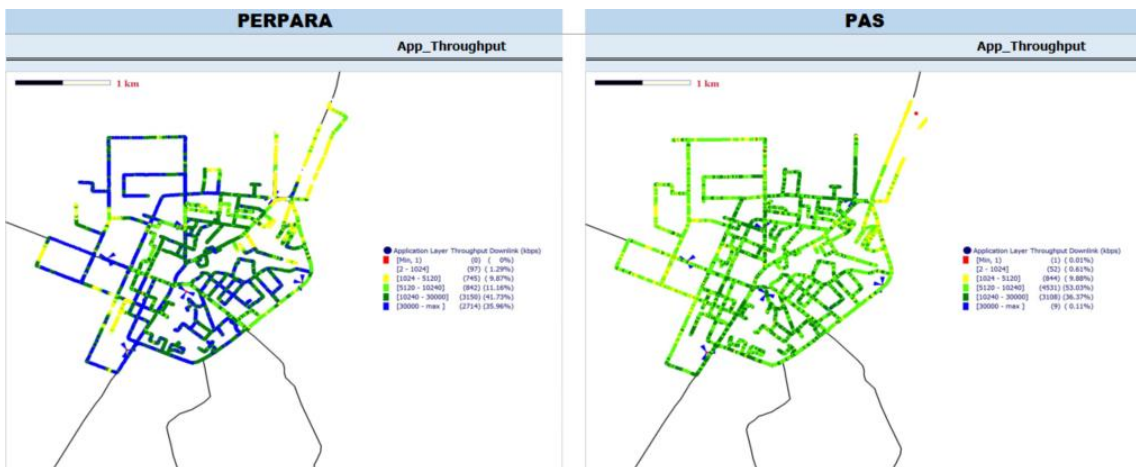 PERPARA
App_Throughput
1 km
Application Layer Throughput Downlink (kbps)
[Min, 1) (0) ( 0%)
[2 - 1024] (97) ( 1.29%)
[1024 - 5120] (745) ( 9.87%)
[5120 - 10240] (842) (11.16%)
[10240 - 30000] (3150) (41.73%)
[30000 - max ] (2714) (35.96%)
PAS
App_Throughput
1 km
Application Layer Throughput Downlink (kbps)
[Min, 1) (1) ( 0.01%)
[2 - 1024] (52) ( 0.61%)
[1024 - 5120] (844) ( 9.88%)
[5120 - 10240] (4531) (53.03%)
[10240 - 30000] (3108) (36.37%)
[30000 - max ] (9) ( 0.11%)